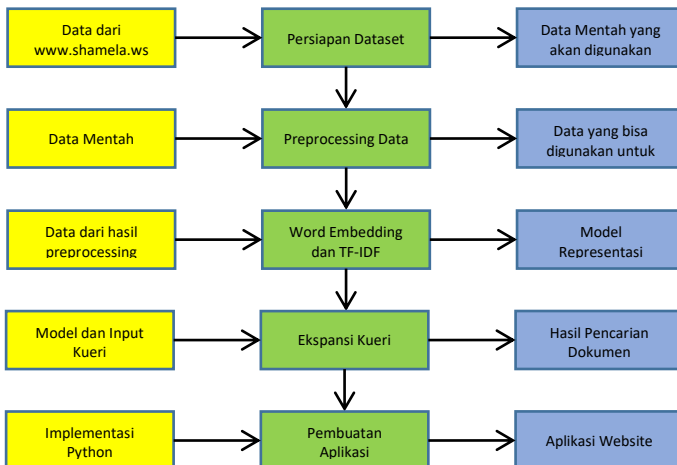 Data dari
www.shamela.ws
Persiapan Dataset
Data Mentah yang
akan digunakan
Data Mentah
Preprocessing Data
Data yang bisa
digunakan untuk
Data dari hasil
preprocessing
Word Embedding
dan TF-IDF
Model
Representasi
Model dan Input
Kueri
Ekspansi Kueri
Hasil Pencarian
Dokumen
Implementasi
Python
Pembuatan
Aplikasi
Aplikasi Website